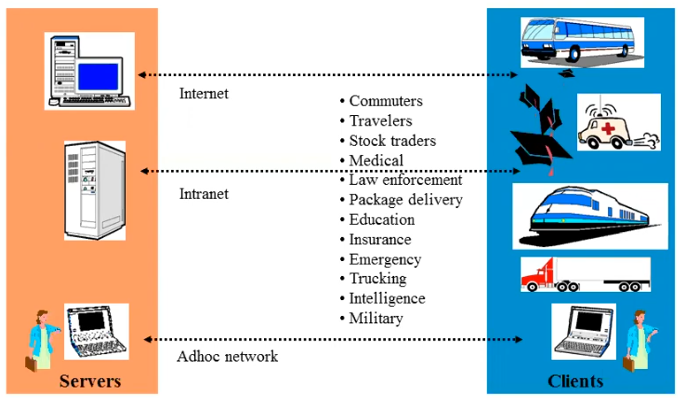 Internet
• Commuters
• Travelers
• Stock traders
• Medical
• Law enforcement
Intranet
• Package delivery
• Education
• Insurance
• Emergency
• Trucking
• Intelligence
• Military
Adhoc network
Servers
Clients